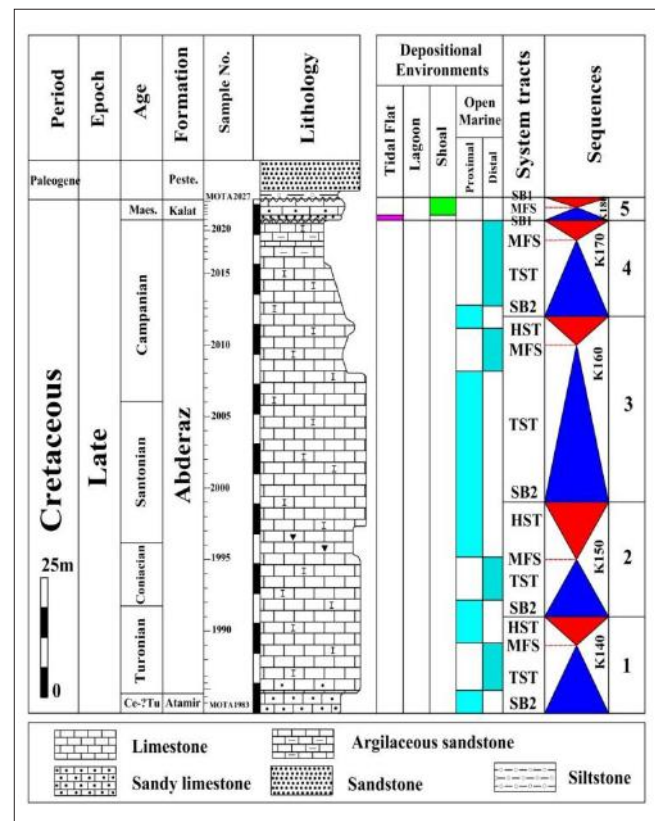 Period
Epoch
Age
Formation
Sample No.
Lithology
Depositional
Environments
Tidal Flat
Lagoon
Shoal
Open
Marine
Proximal
Distal
System tracts
Sequences
Paleogene
Peste.
MOTA2027
SB1
Maes.
Kalat
MFS
K180
5
2020
SB1
MFS
K170
4
2015
TST
Campanian
SB2
HST
2010
MFS
K160
3
Cretaceous
Late
Abderaz
2005
Santonian
TST
2000
SB2
HST
K150
2
25m
1995
MFS
Coniacian
TST
SB2
1990
HST
Turonian
MFS
K140
1
TST
0
Ce-?Tu
Atamir
MOTA1983
SB2
Limestone
Argilaceous sandstone
Sandy limestone
Sandstone
Siltstone